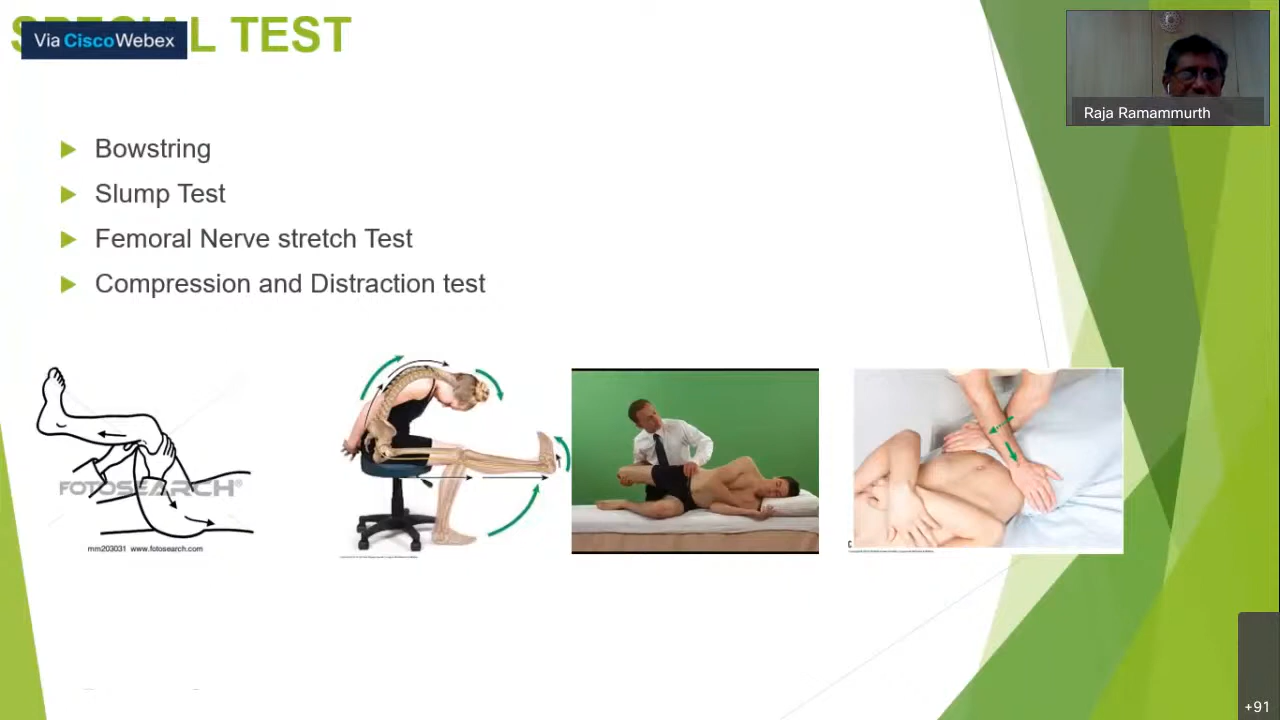 SPECIAL TEST
Via CiscoWebex
Raja Ramammurth
Bowstring
Slump Test
Femoral Nerve stretch Test
Compression and Distraction test
FOTOSEARCH®
mm203031 www.fotosearch.com
+91